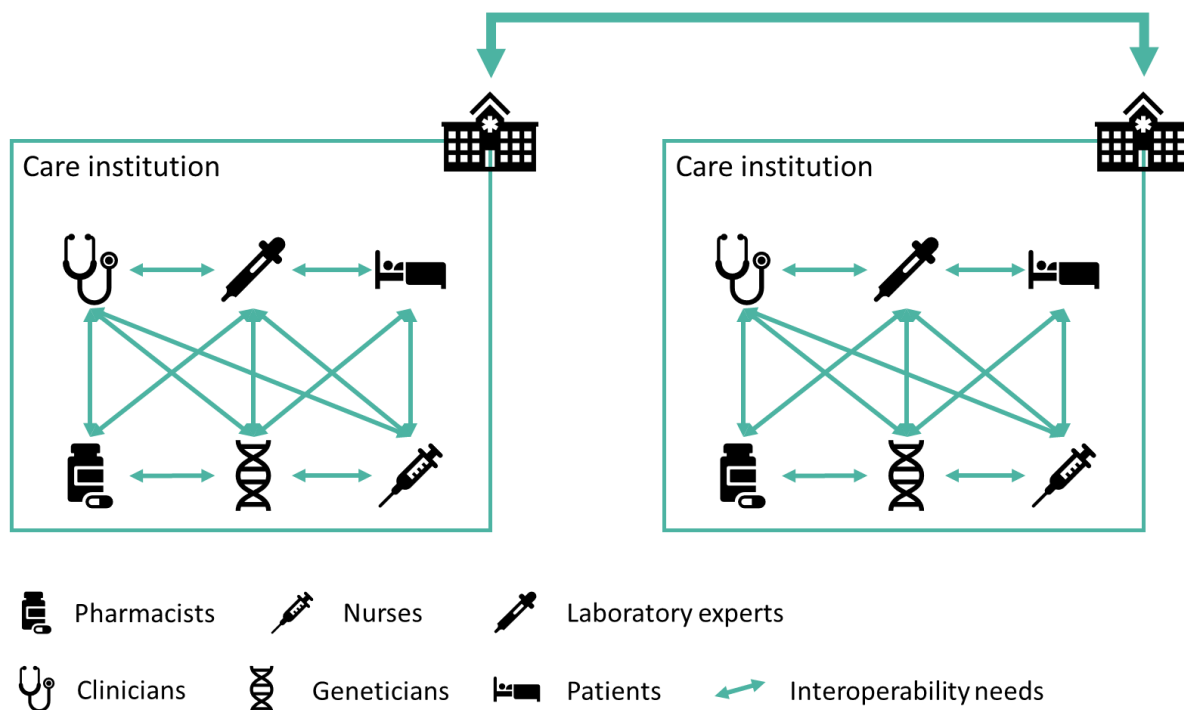 Care institution
Care institution
Pharmacists
Nurses
Laboratory experts
Clinicians
Geneticians
Patients
Interoperability needs